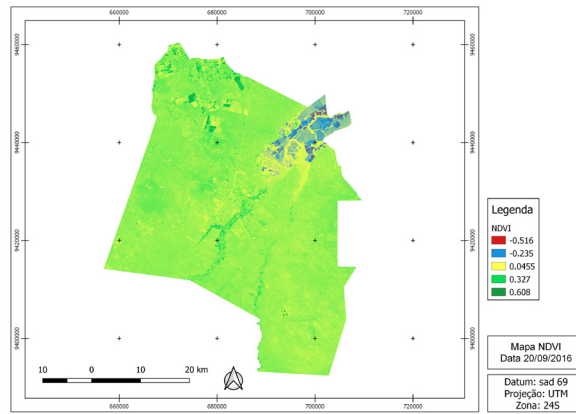 660000 680000 700000 720000
9460000 9460000
9440000 9440000
9420000 9420000
9400000 9400000
10 0 10 20 km
660000 680000 700000 720000
Legenda
NDVI
-0.516
-0.235
0.0455
0.327
0.608
Mapa NDVI
Data 20/09/2016
Datum: sad 69
Projeção: UTM
Zona: 24S